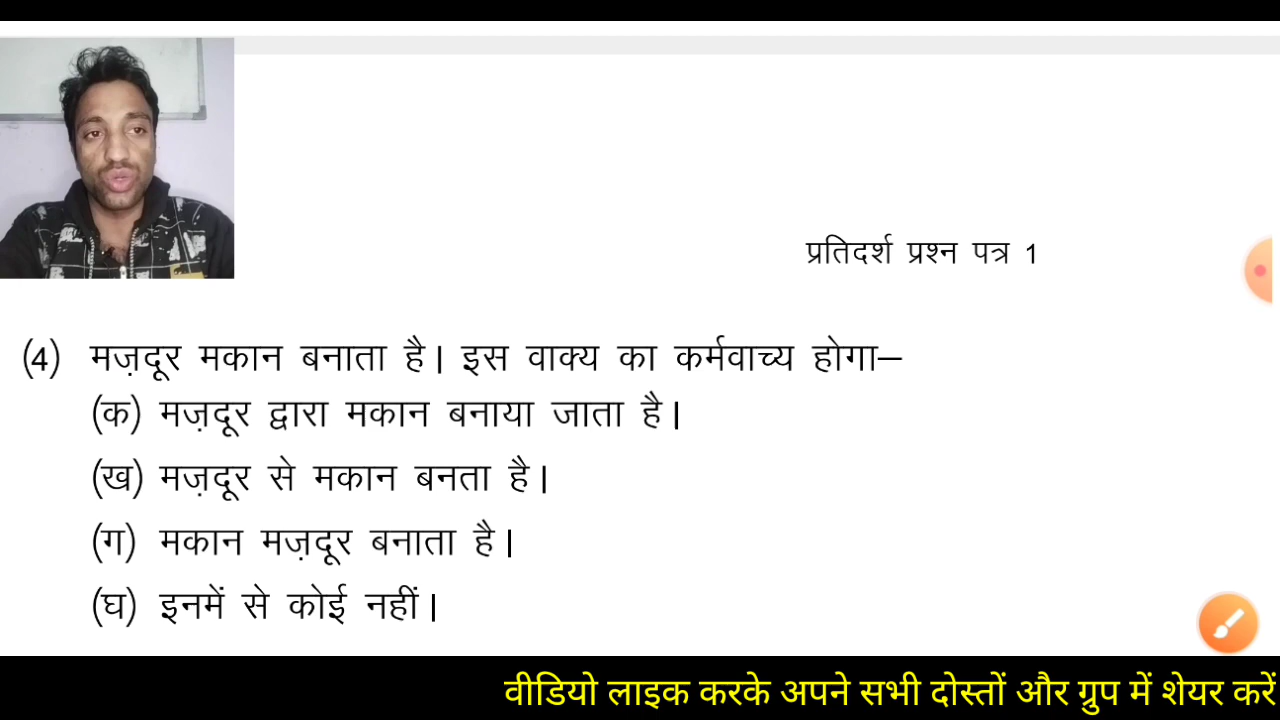 प्रतिदर्श प्रश्न पत्र 1
(4) मज़दूर मकान बनाता है। इस वाक्य का कर्मवाच्य होगा–
(क) मज़दूर द्वारा मकान बनाया जाता है।
(ख) मज़दूर से मकान बनता है।
(ग) मकान मज़दूर बनाता है।
(घ) इनमें से कोई नहीं।
वीडियो लाइक करके अपने सभी दोस्तों और ग्रुप में शेयर करें